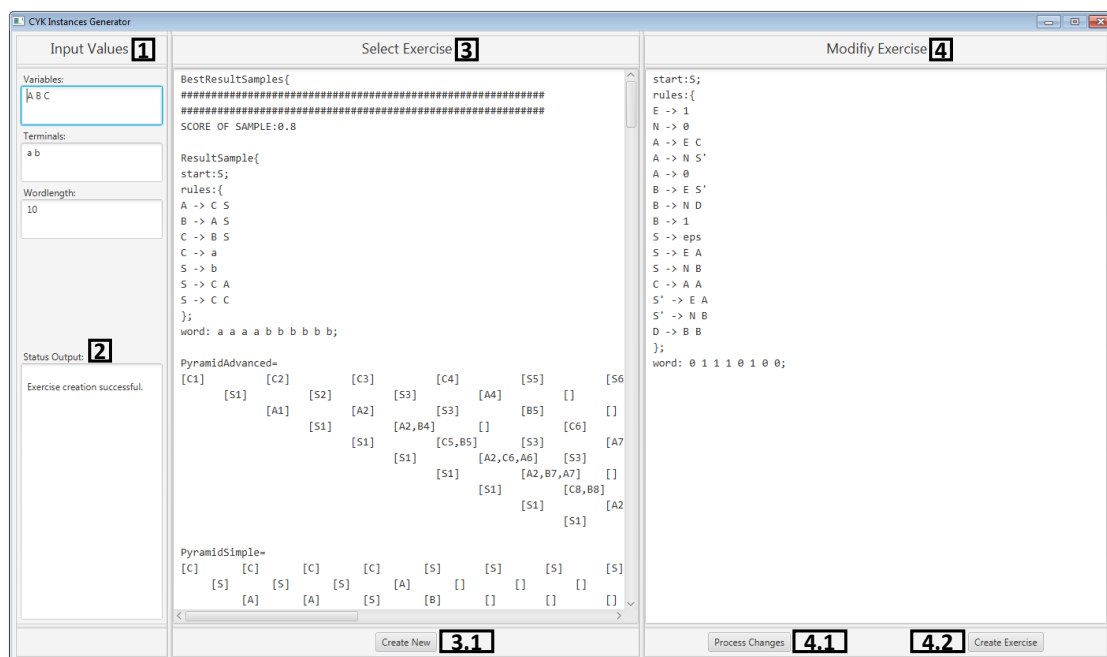 CYK Instances Generator
Input Values 1
Variables:
A B C
Terminals:
a b
Wordlength:
10
Status Output: 2
Exercise creation successful.
Select Exercise 3
BestResultSamples{
############################################################
############################################################
SCORE OF SAMPLE:0.8
ResultSample{
start:S;
rules:{
A -> C S
B -> A S
C -> B S
C -> a
S -> b
S -> C A
S -> C C
};
word: a a a a b b b b b b;
PyramidAdvanced=
[C1] [C2] [C3] [C4] [S5] [S6
[S1] [S2] [S3] [A4] []
[A1] [A2] [S3] [B5] []
[S1] [A2,B4] [] [C6]
[S1] [C5,B5] [S3] [A7
[S1] [A2,C6,A6] [S3]
[S1] [A2,B7,A7] []
[S1] [C8,B8]
[S1] [A2
[S1]
PyramidSimple=
[C] [C] [C] [C] [S] [S] [S] [S]
[S] [S] [S] [A] [] [] []
[A] [A] [S] [B] [] [] []
Create New 3.1
Modifiy Exercise 4
start:S;
rules:{
E -> 1
N -> 0
A -> E C
A -> N S'
A -> 0
B -> E S'
B -> N D
B -> 1
S -> eps
S -> E A
S -> N B
C -> A A
S' -> E A
S' -> N B
D -> B B
};
word: 0 1 1 1 0 1 0 0;
Process Changes 4.1 4.2 Create Exercise